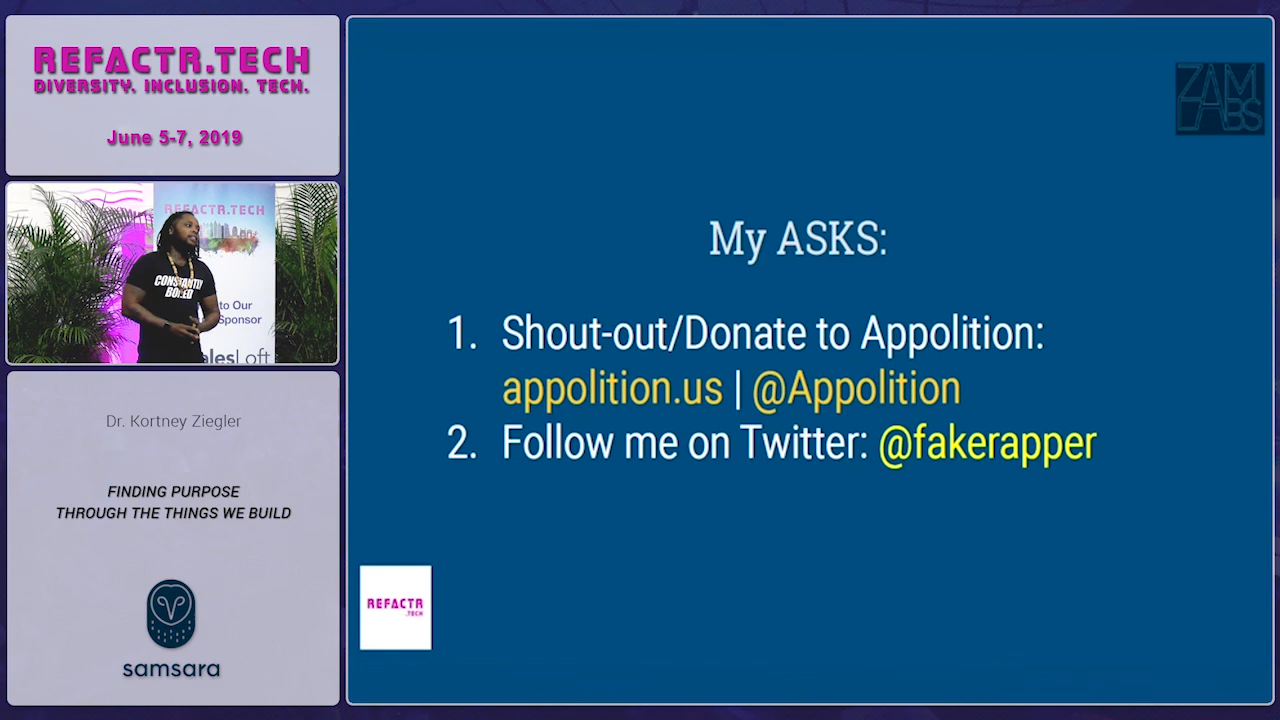 REFACTR.TECH
DIVERSITY. INCLUSION. TECH.
June 5-7, 2019
REFACTR.TECH
CONSTANTLY
BOILED
to Our
Sponsor
alesLoft
Dr. Kortney Ziegler
FINDING PURPOSE
THROUGH THE THINGS WE BUILD
samsara
ZAM
LABS
My ASKS:
1. Shout-out/Donate to Appolition:
appolition.us | @Appolition
2. Follow me on Twitter: @fakerapper
REFACTR
.TECH